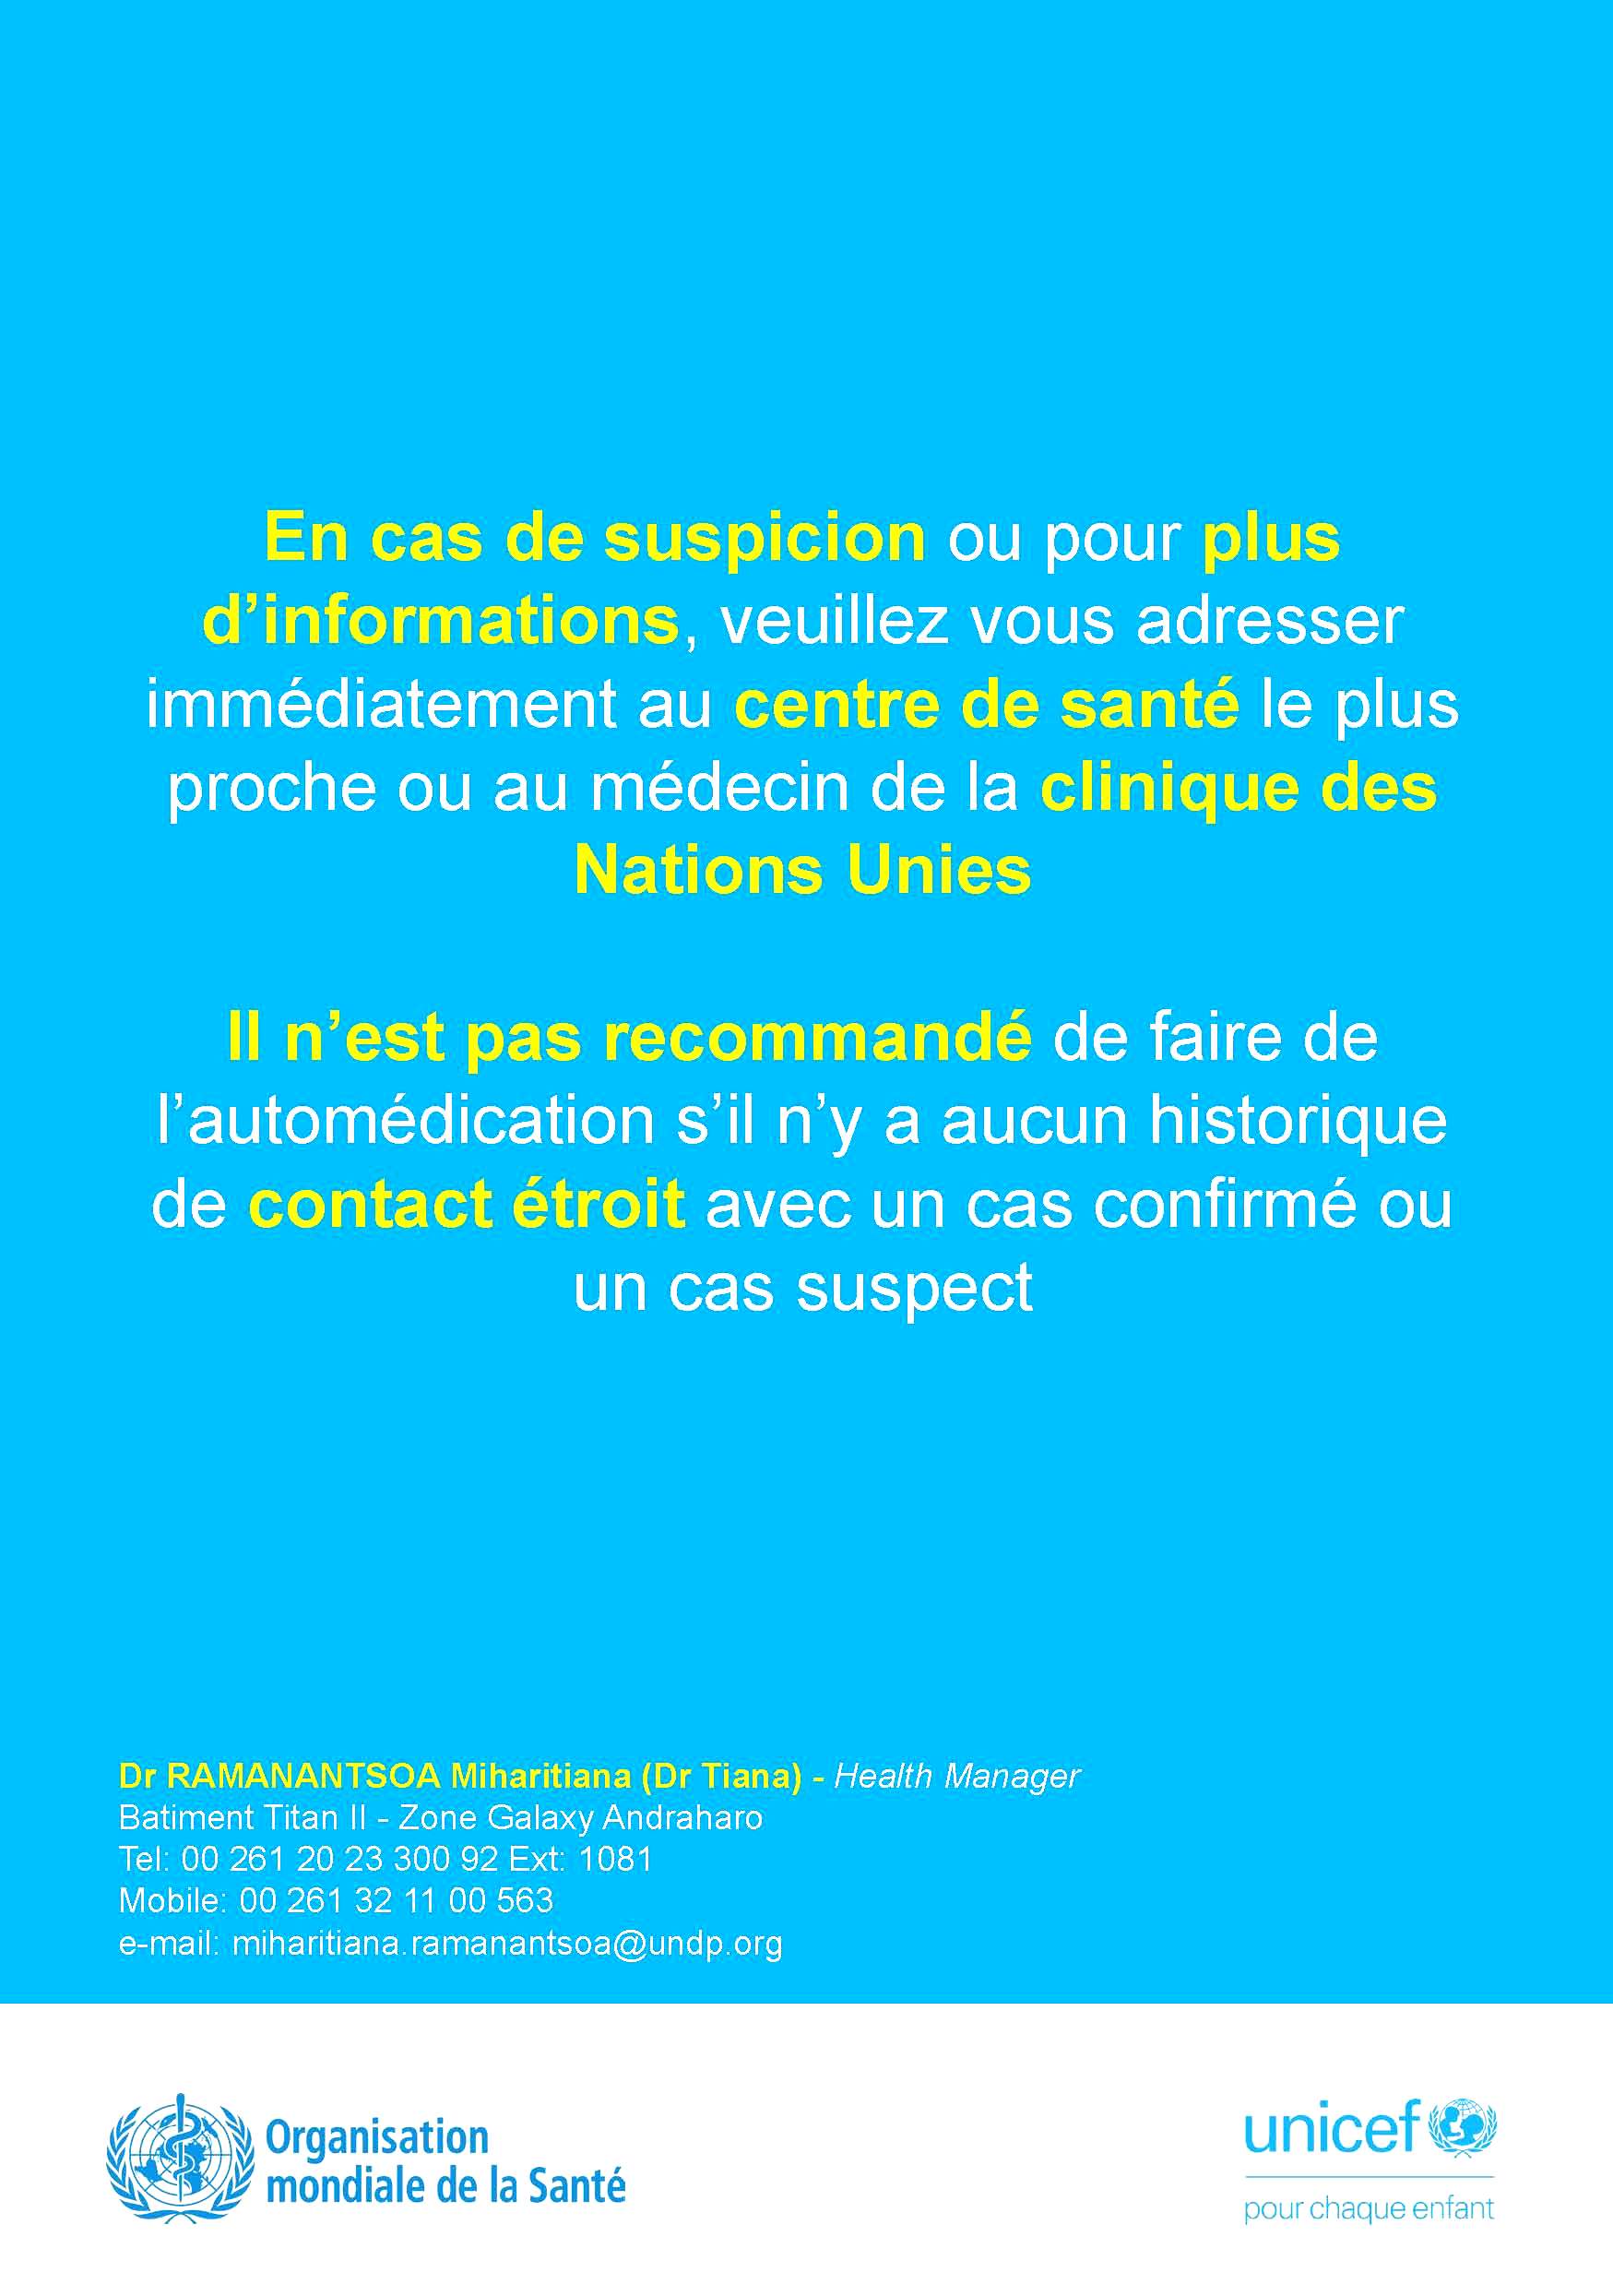 En cas de suspicion ou pour plus
d’informations, veuillez vous adresser
immédiatement au centre de santé le plus
proche ou au médecin de la clinique des
Nations Unies
Il n’est pas recommandé de faire de
l’automédication s’il n’y a aucun historique
de contact étroit avec un cas confirmé ou
un cas suspect
Dr RAMANANTSOA Miharitiana (Dr Tiana) - Health Manager
Batiment Titan II - Zone Galaxy Andraharo
Tel: 00 261 20 23 300 92 Ext: 1081
Mobile: 00 261 32 11 00 563
e-mail: miharitiana.ramanantsoa@undp.org
Organisation
mondiale de la Santé
unicef
pour chaque enfant